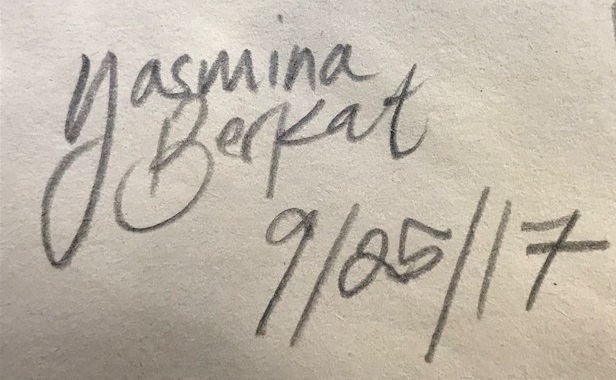 Yasmina
Berkat
9/25/17